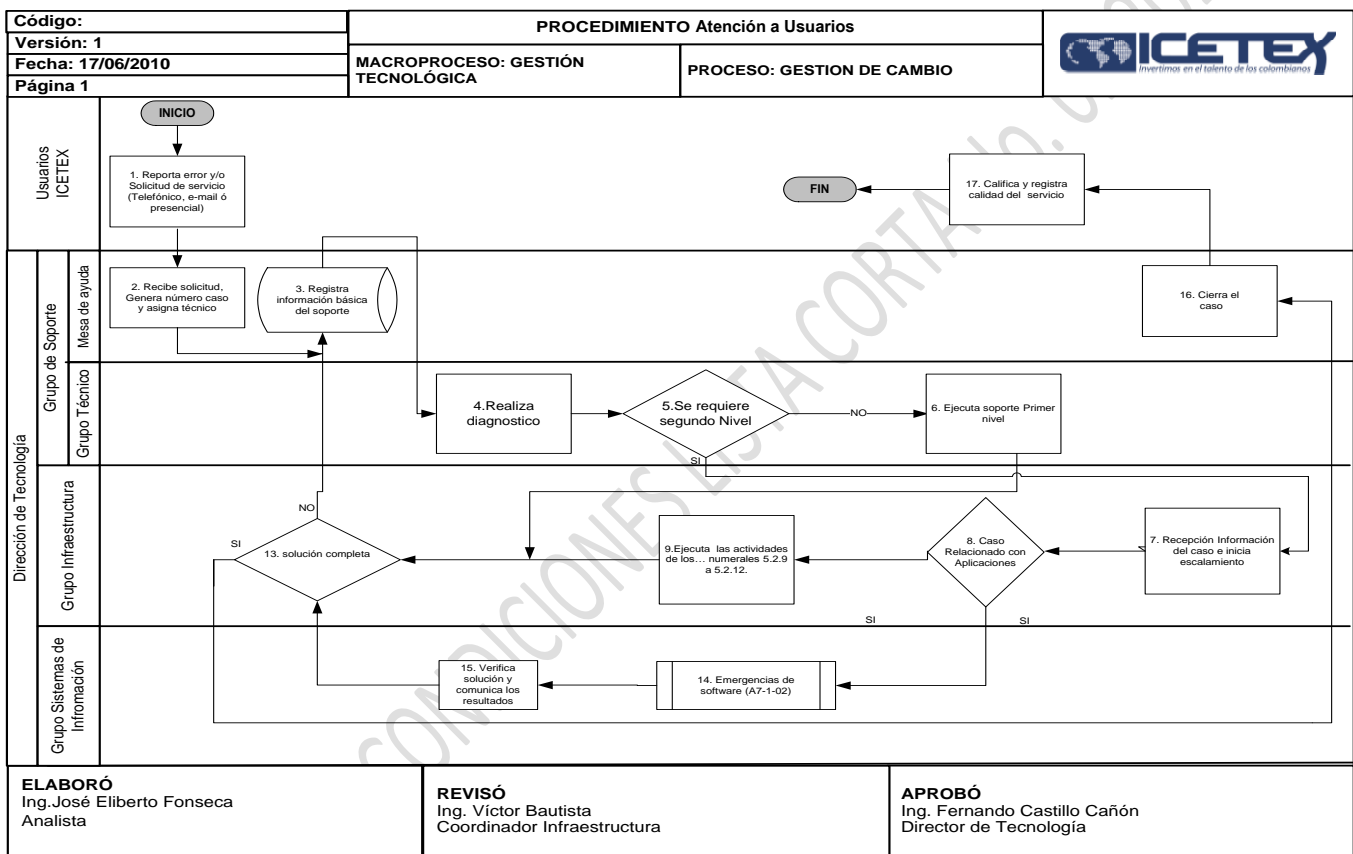 Código:
Versión: 1
Fecha: 17/06/2010
Página 1
PROCEDIMIENTO Atención a Usuarios
MACROPROCESO: GESTIÓN
TECNOLÓGICA
PROCESO: GESTION DE CAMBIO
ICETEX
Invertimos en el talento de los colombianos
Usuarios
ICETEX
INICIO
1. Reporta error y/o
Solicitud de servicio
(Telefónico, e-mail ó
presencial)
FIN
17. Califica y registra
calidad del servicio
Dirección de Tecnología
Grupo de Soporte
Mesa de ayuda
2. Recibe solicitud,
Genera número caso
y asigna técnico
3. Registra
información básica
del soporte
16. Cierra el
caso
Grupo Técnico
4.Realiza
diagnostico
5.Se requiere
segundo Nivel
NO
6. Ejecuta soporte Primer
nivel
SI
Grupo Infraestructura
NO
SI
13. solución completa
9.Ejecuta las actividades
de los… numerales 5.2.9
a 5.2.12.
8. Caso
Relacionado con
Aplicaciones
7. Recepción Información
del caso e inicia
escalamiento
SI
SI
Grupo Sistemas de
Infromación
15. Verifica
solución y
comunica los
resultados
14. Emergencias de
software (A7-1-02)
CONDICIONES LISTA CORTA
ELABORÓ
Ing.José Eliberto Fonseca
Analista
REVISÓ
Ing. Víctor Bautista
Coordinador Infraestructura
APROBÓ
Ing. Fernando Castillo Cañón
Director de Tecnología